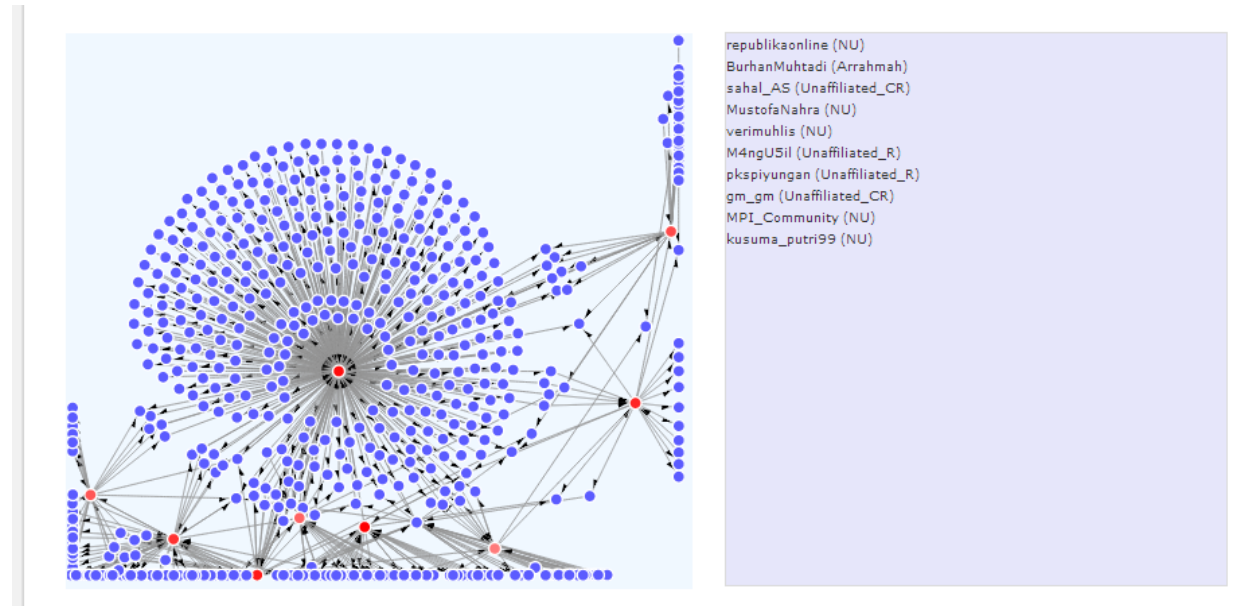 republikaonline (NU)
BurhanMuhtadi (Arrahmah)
sahal_AS (Unaffiliated_CR)
MustofaNahra (NU)
verimuhlis (NU)
M4ngU5il (Unaffiliated_R)
pkspiyungan (Unaffiliated_R)
gm_gm (Unaffiliated_CR)
MPI_Community (NU)
kusuma_putri99 (NU)